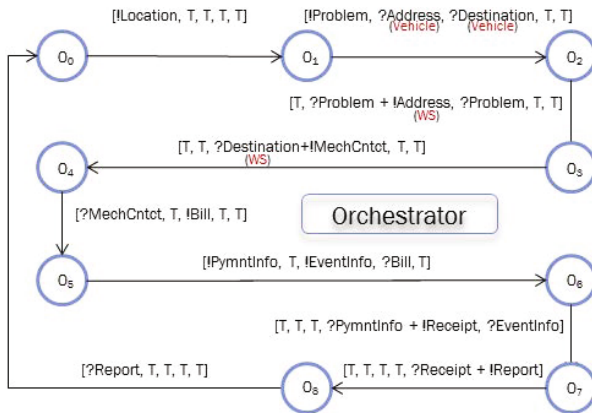 [!Location, T, T, T, T]
[!Problem, ?Address, ?Destination, T, T]
(Vehicle) (Vehicle)
O₀
O₁
O₂
[T, ?Problem + !Address, ?Problem, T, T]
(WS)
[T, T, ?Destination+!MechCntct, T, T]
(WS)
O₄
O₃
[?MechCntct, T, !Bill, T, T]
Orchestrator
[!PymntInfo, T, !EventInfo, ?Bill, T]
O₅
O₆
[T, T, T, ?PymntInfo + !Receipt, ?EventInfo]
[?Report, T, T, T, T]
[T, T, T, T, ?Receipt + !Report]
O₈
O₇